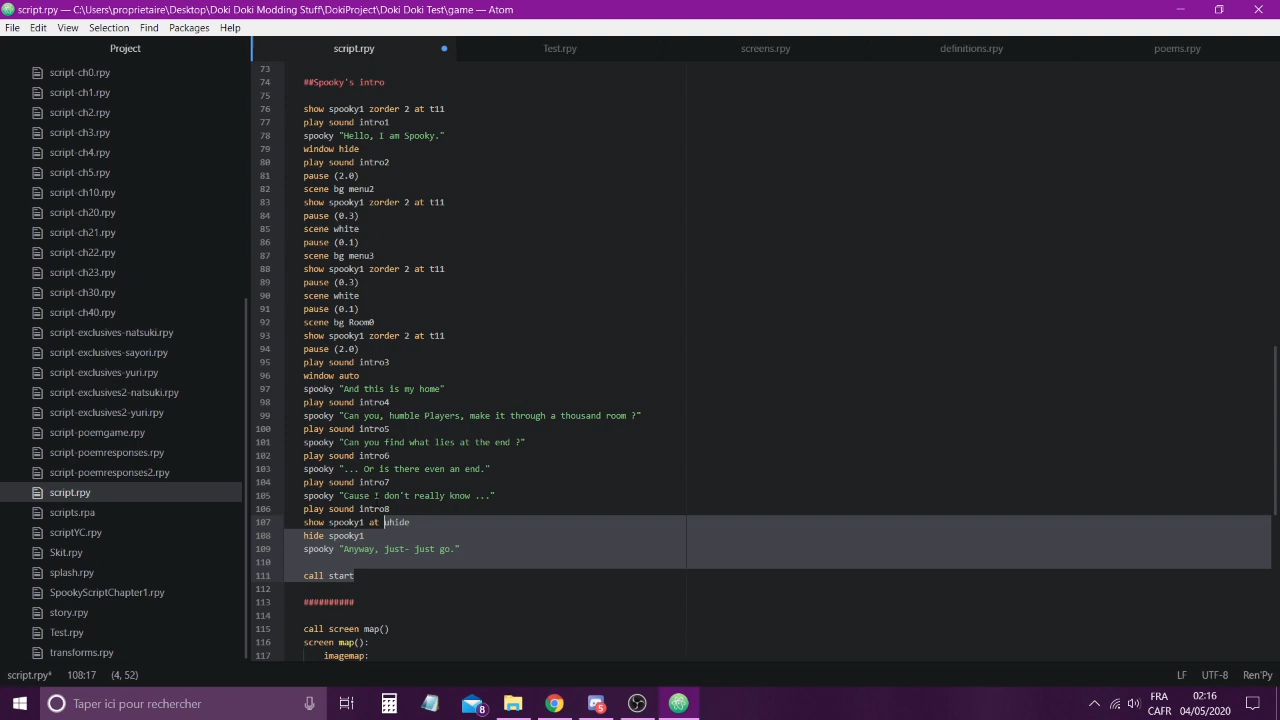 script.rpy — C:\Users\proprietaire\Desktop\Doki Doki Modding Stuff\DokiProject\Doki Doki Test\game — Atom
File Edit View Selection Find Packages Help
Project
script.rpy
Test.rpy
screens.rpy
definitions.rpy
poems.rpy
script-ch0.rpy
script-ch1.rpy
script-ch2.rpy
script-ch3.rpy
script-ch4.rpy
script-ch5.rpy
script-ch10.rpy
script-ch20.rpy
script-ch21.rpy
script-ch22.rpy
script-ch23.rpy
script-ch30.rpy
script-ch40.rpy
script-exclusives-natsuki.rpy
script-exclusives-sayori.rpy
script-exclusives-yuri.rpy
script-exclusives2-natsuki.rpy
script-exclusives2-yuri.rpy
script-poemgame.rpy
script-poemresponses.rpy
script-poemresponses2.rpy
script.rpy
scripts.rpa
scriptYC.rpy
Skit.rpy
splash.rpy
SpookyScriptChapter1.rpy
story.rpy
Test.rpy
transforms.rpy
73
74 ##Spooky's intro
75
76 show spooky1 zorder 2 at t11
77 play sound intro1
78 spooky "Hello, I am Spooky."
79 window hide
80 play sound intro2
81 pause (2.0)
82 scene bg menu2
83 show spooky1 zorder 2 at t11
84 pause (0.3)
85 scene white
86 pause (0.1)
87 scene bg menu3
88 show spooky1 zorder 2 at t11
89 pause (0.3)
90 scene white
91 pause (0.1)
92 scene bg Room0
93 show spooky1 zorder 2 at t11
94 pause (2.0)
95 play sound intro3
96 window auto
97 spooky "And this is my home"
98 play sound intro4
99 spooky "Can you, humble Players, make it through a thousand room ?"
100 play sound intro5
101 spooky "Can you find what lies at the end ?"
102 play sound intro6
103 spooky "... Or is there even an end."
104 play sound intro7
105 spooky "Cause I don't really know ..."
106 play sound intro8
107 show spooky1 at uhide
108 hide spooky1
109 spooky "Anyway, just- just go."
110
111 call start
112
113 ##########
114
115 call screen map()
116 screen map():
117 imagemap:
script.rpy* 108:17 (4, 52)
LF UTF-8 Ren'Py
Taper ici pour rechercher
8
5
FRA
CAFR
02:16
04/05/2020